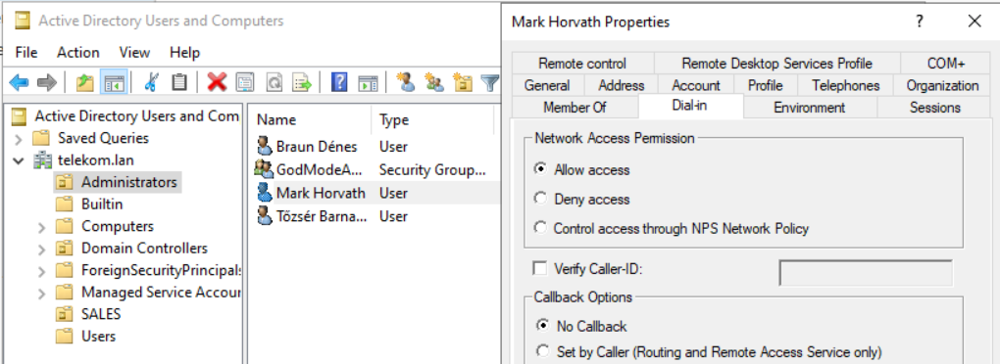 Active Directory Users and Computers
File Action View Help
Active Directory Users and Com
Saved Queries
telekom.lan
Administrators
Builtin
Computers
Domain Controllers
ForeignSecurityPrincipals
Managed Service Accour
SALES
Users
Name Type
Braun Dénes User
GodModeA... Security Group...
Mark Horvath User
Tőzsér Barna... User
Mark Horvath Properties
Remote control Remote Desktop Services Profile COM+
General Address Account Profile Telephones Organization
Member Of Dial-in Environment Sessions
Network Access Permission
Allow access
Deny access
Control access through NPS Network Policy
Verify Caller-ID:
Callback Options
No Callback
Set by Caller (Routing and Remote Access Service only)